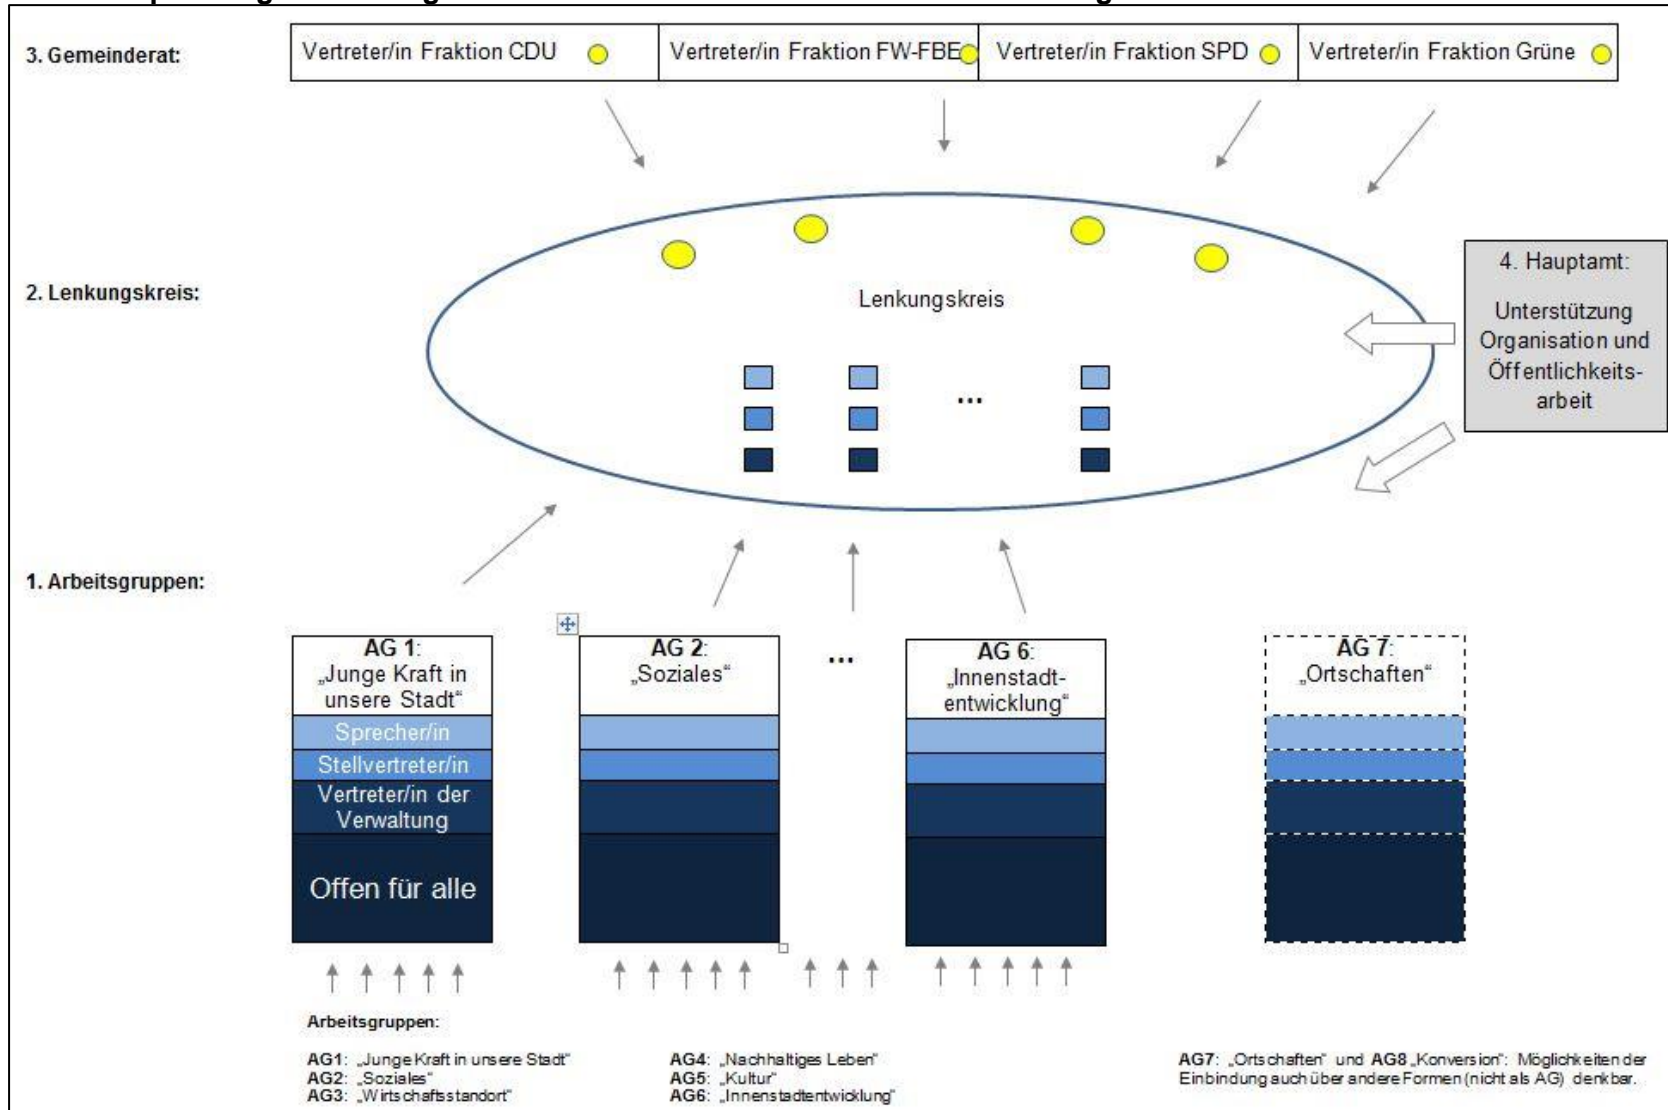 3. Gemeinderat:
Vertreter/in Fraktion CDU
Vertreter/in Fraktion FW-FBE
Vertreter/in Fraktion SPD
Vertreter/in Fraktion Grüne
2. Lenkungskreis:
Lenkungskreis
...
4. Hauptamt:
Unterstützung
Organisation und
Öffentlichkeits-
arbeit
1. Arbeitsgruppen:
AG 1:
„Junge Kraft in
unsere Stadt“
Sprecher/in
Stellvertreter/in
Vertreter/in der
Verwaltung
Offen für alle
AG 2:
„Soziales“
...
AG 6:
„Innenstadt-
entwicklung“
AG 7:
„Ortschaften“
Arbeitsgruppen:
AG1: „Junge Kraft in unsere Stadt“
AG2: „Soziales“
AG3: „Wirtschaftsstandort“
AG4: „Nachhaltiges Leben“
AG5: „Kultur“
AG6: „Innenstadtentwicklung“
AG7: „Ortschaften“ und AG8 „Konversion“: Möglichkeiten der
Einbindung auch über andere Formen (nicht als AG) denkbar.